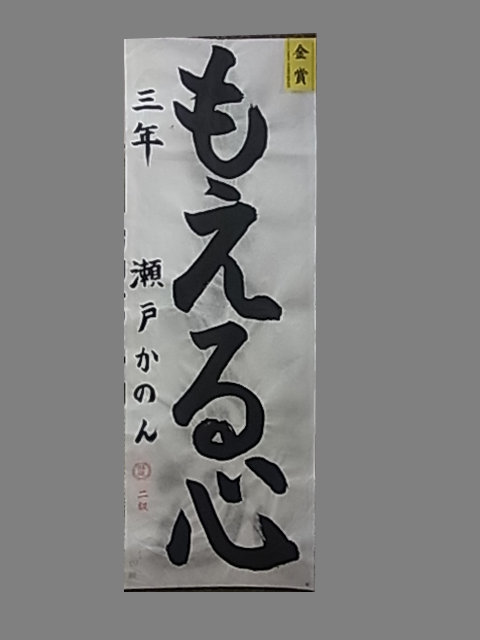 金賞
もえる心
三年 瀬戸かのん
二級